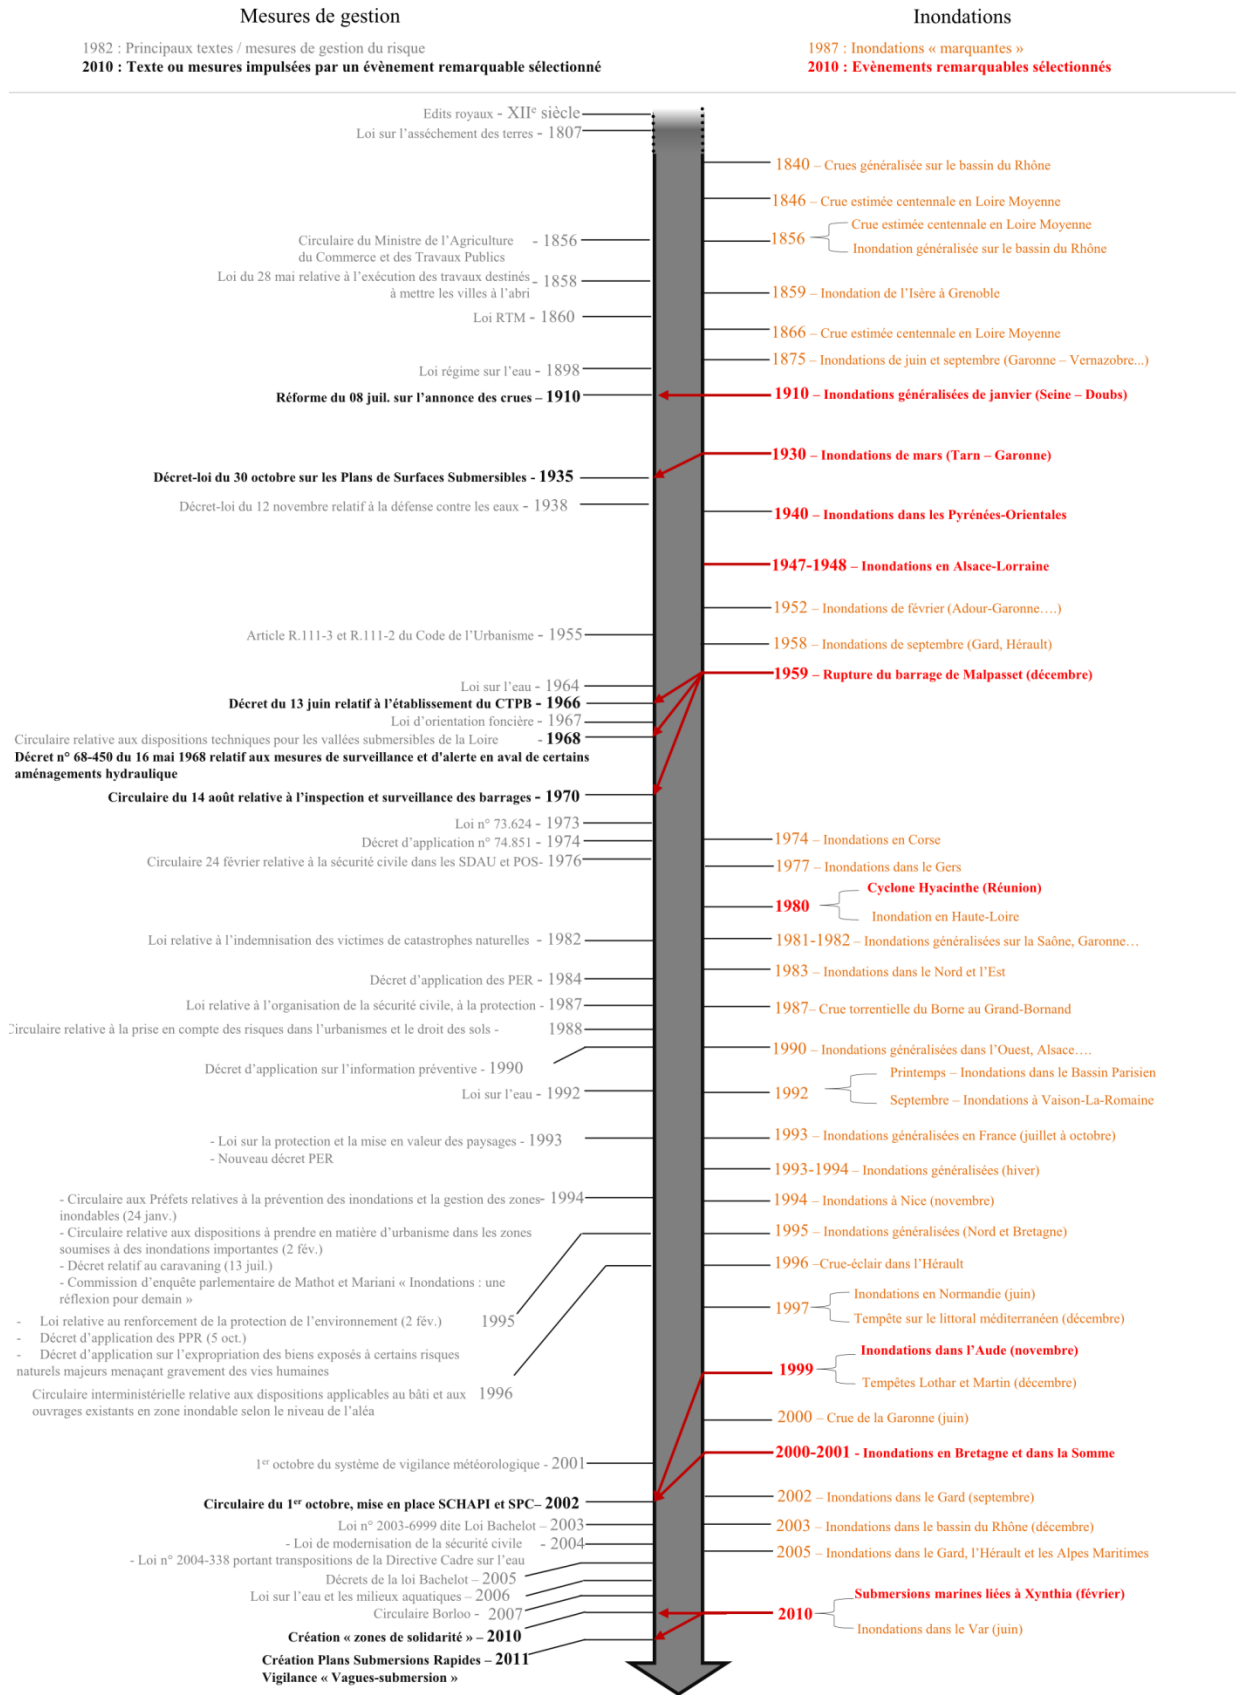 Mesures de gestion
1982 : Principaux textes / mesures de gestion du risque
2010 : Texte ou mesures impulsées par un évènement remarquable sélectionné
Edits royaux - XIIe siècle
Loi sur l'asséchement des terres - 1807
Circulaire du Ministre de l'Agriculture - 1856
du Commerce et des Travaux Publics
Loi du 28 mai relative à l'exécution des travaux destinés - 1858
à mettre les villes à l'abri
Loi RTM - 1860
Loi régime sur l'eau - 1898
Réforme du 08 juil. sur l'annonce des crues – 1910
Décret-loi du 30 octobre sur les Plans de Surfaces Submersibles - 1935
Décret-loi du 12 novembre relatif à la défense contre les eaux - 1938
Article R.111-3 et R.111-2 du Code de l'Urbanisme - 1955
Loi sur l'eau - 1964
Décret du 13 juin relatif à l'établissement du CTPB - 1966
Loi d'orientation foncière - 1967
Circulaire relative aux dispositions techniques pour les vallées submersibles de la Loire - 1968
Décret n° 68-450 du 16 mai 1968 relatif aux mesures de surveillance et d'alerte en aval de certains
aménagements hydraulique
Circulaire du 14 août relative à l'inspection et surveillance des barrages - 1970
Loi n° 73.624 - 1973
Décret d'application n° 74.851 - 1974
Circulaire 24 février relative à la sécurité civile dans les SDAU et POS- 1976
Loi relative à l'indemnisation des victimes de catastrophes naturelles - 1982
Décret d'application des PER - 1984
Loi relative à l'organisation de la sécurité civile, à la protection - 1987
Circulaire relative à la prise en compte des risques dans l'urbanismes et le droit des sols - 1988
Décret d'application sur l'information préventive - 1990
Loi sur l'eau - 1992
- Loi sur la protection et la mise en valeur des paysages - 1993
- Nouveau décret PER
- Circulaire aux Préfets relatives à la prévention des inondations et la gestion des zones- 1994
inondables (24 janv.)
- Circulaire relative aux dispositions à prendre en matière d'urbanisme dans les zones
soumises à des inondations importantes (2 fév.)
- Décret relatif au caravaning (13 juil.)
- Commission d'enquête parlementaire de Mathot et Mariani « Inondations : une
réflexion pour demain »
- Loi relative au renforcement de la protection de l'environnement (2 fév.) 1995
- Décret d'application des PPR (5 oct.)
- Décret d'application sur l'expropriation des biens exposés à certains risques
naturels majeurs menaçant gravement des vies humaines
Circulaire interministérielle relative aux dispositions applicables au bâti et aux 1996
ouvrages existants en zone inondable selon le niveau de l'aléa
1er octobre du système de vigilance météorologique - 2001
Circulaire du 1er octobre, mise en place SCHAPI et SPC– 2002
Loi n° 2003-6999 dite Loi Bachelot – 2003
- Loi de modernisation de la sécurité civile - 2004
- Loi n° 2004-338 portant transpositions de la Directive Cadre sur l'eau
Décrets de la loi Bachelot – 2005
Loi sur l'eau et les milieux aquatiques – 2006
Circulaire Borloo - 2007
Création « zones de solidarité » – 2010
Création Plans Submersions Rapides – 2011
Vigilance « Vagues-submersion »
Inondations
1987 : Inondations « marquantes »
2010 : Evènements remarquables sélectionnés
1840 – Crues généralisée sur le bassin du Rhône
1846 – Crue estimée centennale en Loire Moyenne
1856
Crue estimée centennale en Loire Moyenne
Inondation généralisée sur le bassin du Rhône
1859 – Inondation de l'Isère à Grenoble
1866 – Crue estimée centennale en Loire Moyenne
1875 – Inondations de juin et septembre (Garonne – Vernazobre...)
1910 – Inondations généralisées de janvier (Seine – Doubs)
1930 – Inondations de mars (Tarn – Garonne)
1940 – Inondations dans les Pyrénées-Orientales
1947-1948 – Inondations en Alsace-Lorraine
1952 – Inondations de février (Adour-Garonne….)
1958 – Inondations de septembre (Gard, Hérault)
1959 – Rupture du barrage de Malpasset (décembre)
1974 – Inondations en Corse
1977 – Inondations dans le Gers
1980
Cyclone Hyacinthe (Réunion)
Inondation en Haute-Loire
1981-1982 – Inondations généralisées sur la Saône, Garonne…
1983 – Inondations dans le Nord et l'Est
1987– Crue torrentielle du Borne au Grand-Bornand
1990 – Inondations généralisées dans l'Ouest, Alsace….
1992
Printemps – Inondations dans le Bassin Parisien
Septembre – Inondations à Vaison-La-Romaine
1993 – Inondations généralisées en France (juillet à octobre)
1993-1994 – Inondations généralisées (hiver)
1994 – Inondations à Nice (novembre)
1995 – Inondations généralisées (Nord et Bretagne)
1996 –Crue-éclair dans l'Hérault
1997
Inondations en Normandie (juin)
Tempête sur le littoral méditerranéen (décembre)
1999
Inondations dans l'Aude (novembre)
Tempêtes Lothar et Martin (décembre)
2000 – Crue de la Garonne (juin)
2000-2001 - Inondations en Bretagne et dans la Somme
2002 – Inondations dans le Gard (septembre)
2003 – Inondations dans le bassin du Rhône (décembre)
2005 – Inondations dans le Gard, l'Hérault et les Alpes Maritimes
2010
Submersions marines liées à Xynthia (février)
Inondations dans le Var (juin)